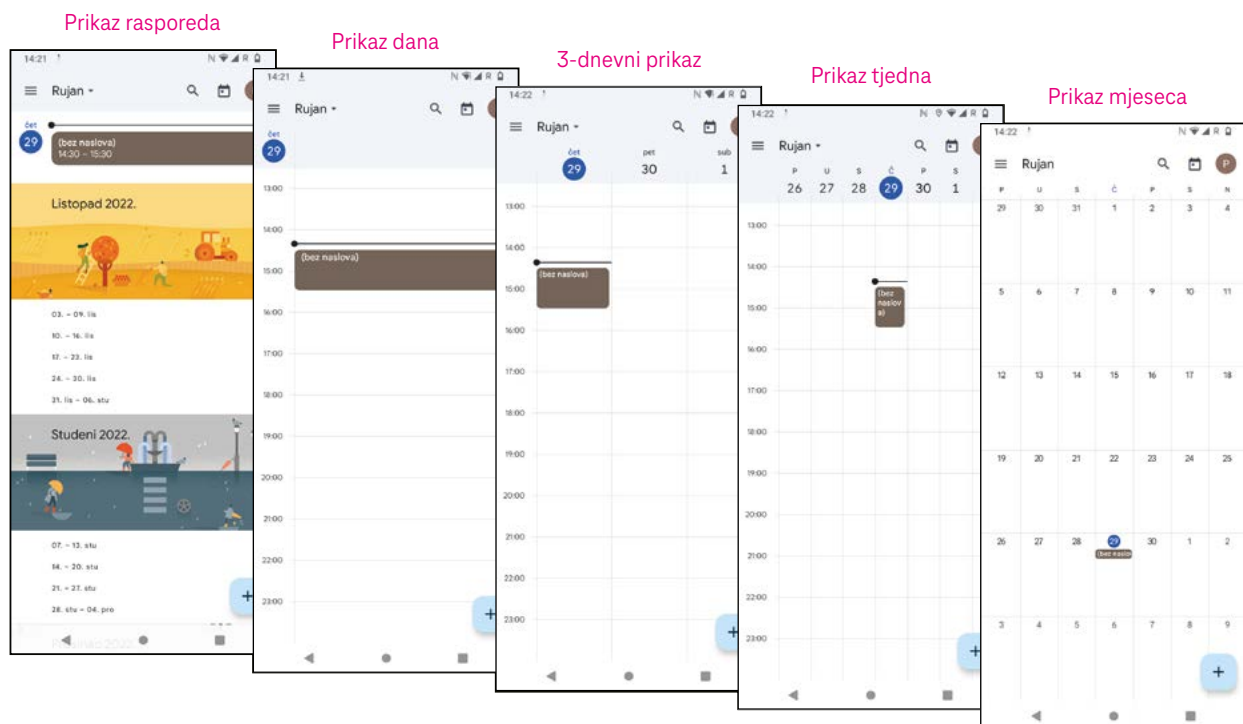 Prikaz rasporeda
14:21
N R
Rujan
čet
29
(bez naslova)
14:30 – 15:30
Listopad 2022.
03. – 09. lis
10. – 16. lis
17. – 23. lis
24. – 30. lis
31. lis – 06. stu
Studeni 2022.
07. – 13. stu
14. – 20. stu
21. – 27. stu
28. stu – 04. pro
Prosinac 2022.
+
Prikaz dana
14:21
N R
Rujan
čet
29
13:00
14:00
(bez naslova)
15:00
16:00
17:00
18:00
19:00
20:00
21:00
22:00
23:00
+
3-dnevni prikaz
14:22
N R
Rujan
čet pet sub
29 30 1
13:00
14:00
(bez naslova)
15:00
16:00
17:00
18:00
19:00
20:00
21:00
22:00
23:00
+
Prikaz tjedna
14:22
N R
Rujan
P U S Č P S
26 27 28 29 30 1
13:00
14:00
(bez
naslov
a)
15:00
16:00
17:00
18:00
19:00
20:00
21:00
22:00
23:00
+
Prikaz mjeseca
14:22
N R
Rujan
P
P U S Č P S N
29 30 31 1 2 3 4
5 6 7 8 9 10 11
12 13 14 15 16 17 18
19 20 21 22 23 24 25
26 27 28 29 30 1 2
(bez naslo
3 4 5 6 7 8 9
+